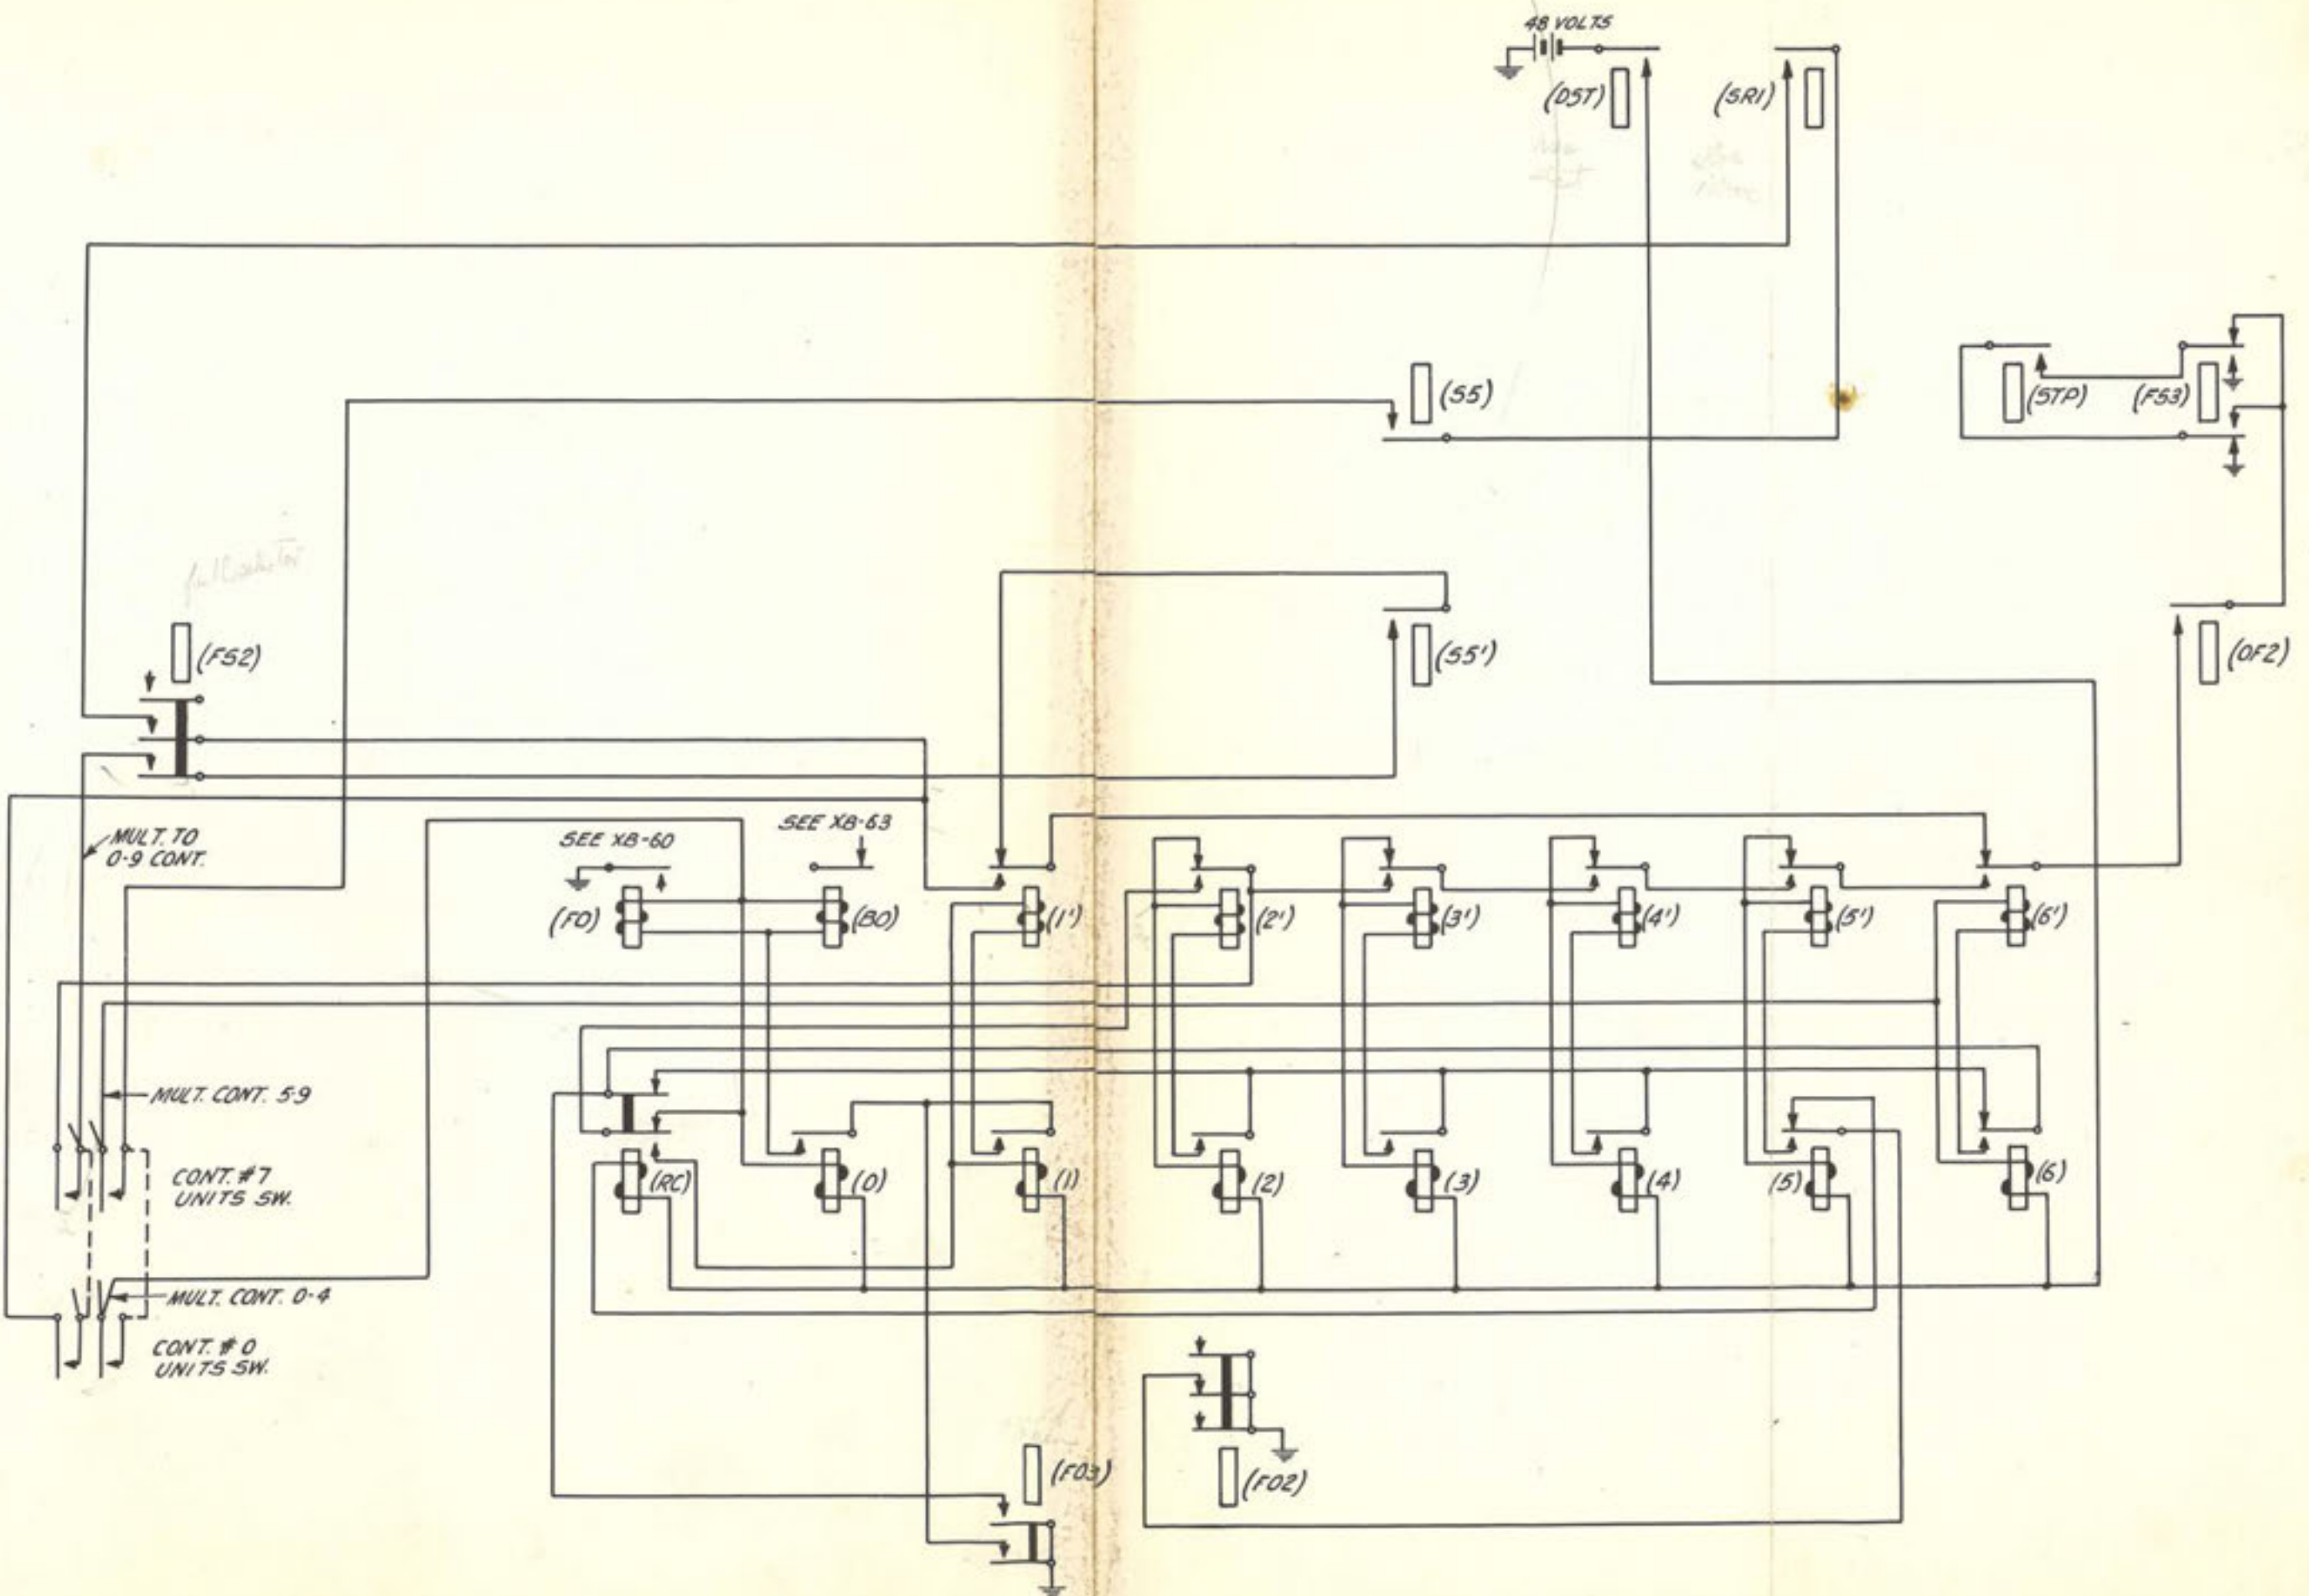 48 VOLTS
(DST)
(SR1)
(S5)
(STP)
(FS3)
(FS2)
(S5')
(OF2)
MULT. TO
0-9 CONT.
SEE XB-60
SEE XB-63
(FO)
(BO)
(1')
(2')
(3')
(4')
(5')
(6')
MULT. CONT. 5-9
CONT. #7
UNITS SW.
(RC)
(0)
(1)
(2)
(3)
(4)
(5)
(6)
MULT. CONT. 0-4
CONT. # 0
UNITS SW.
(FO3)
(FO2)